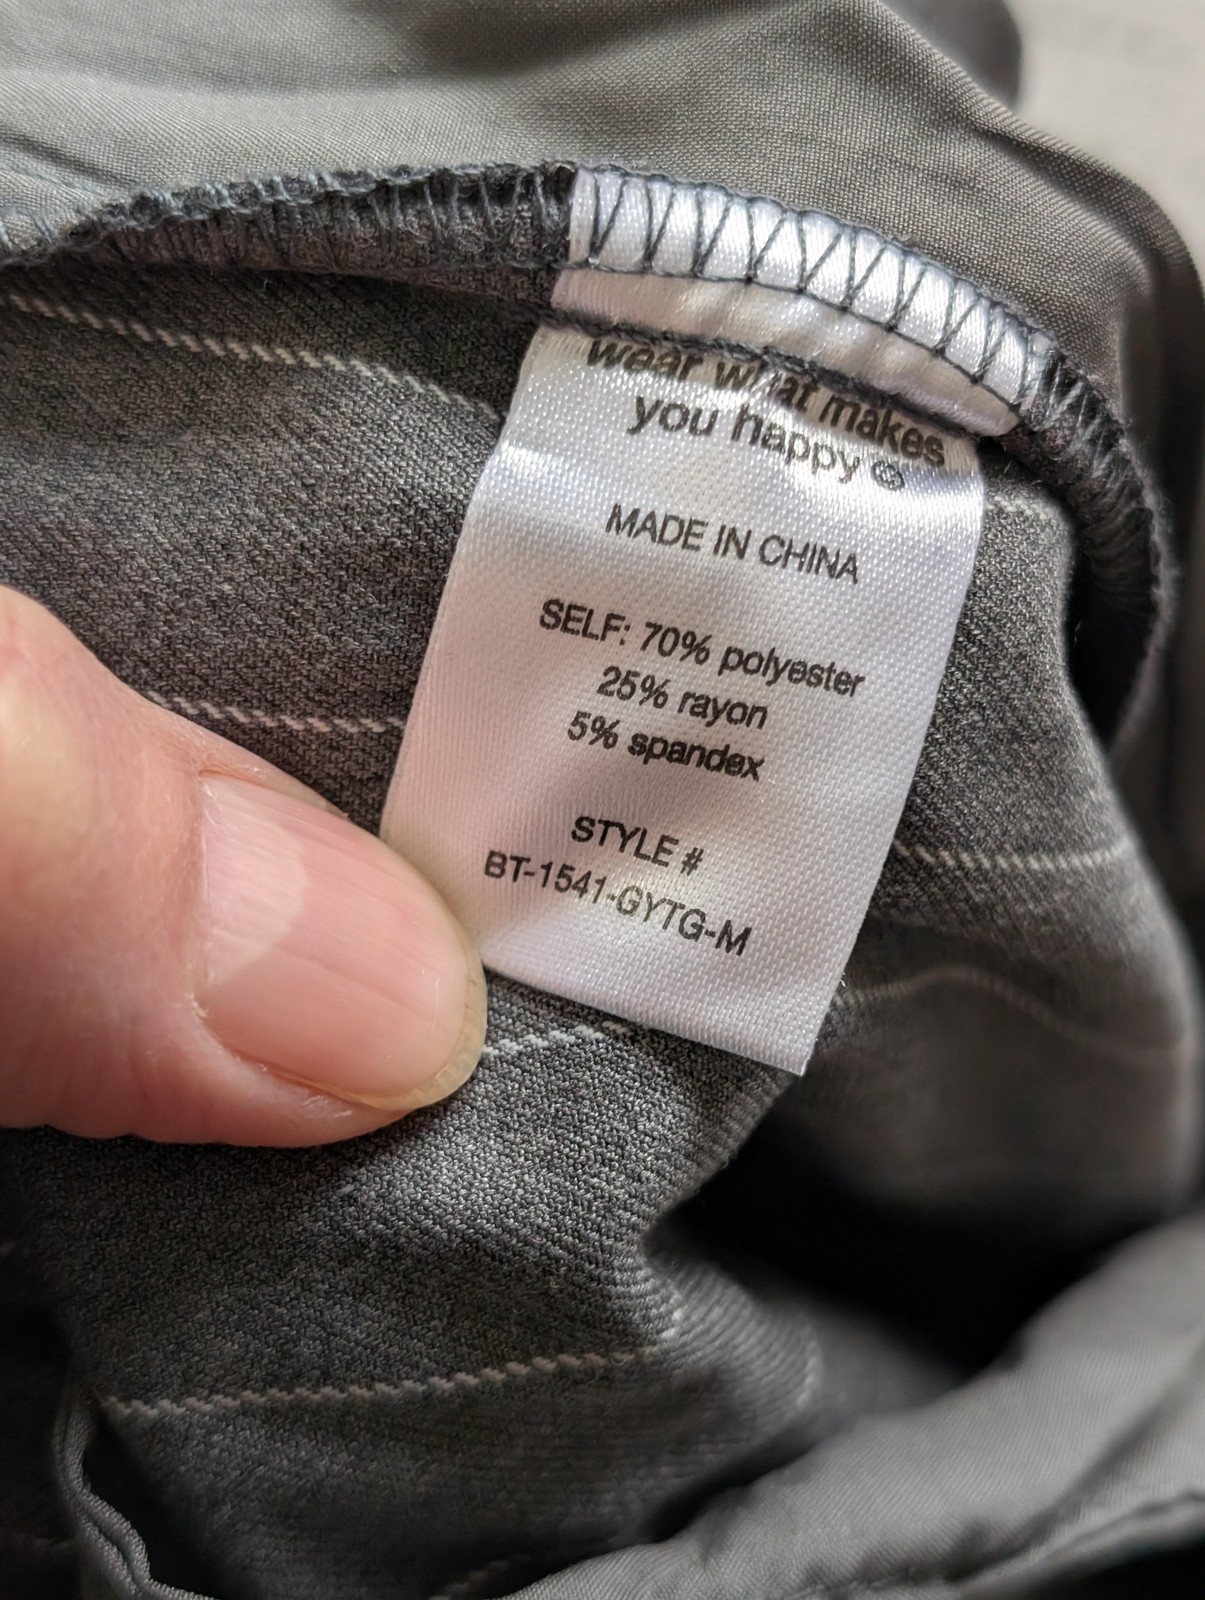 wear what makes
you happy ☺
MADE IN CHINA
SELF: 70% polyester
25% rayon
5% spandex
STYLE #
BT-1541-GYTG-M